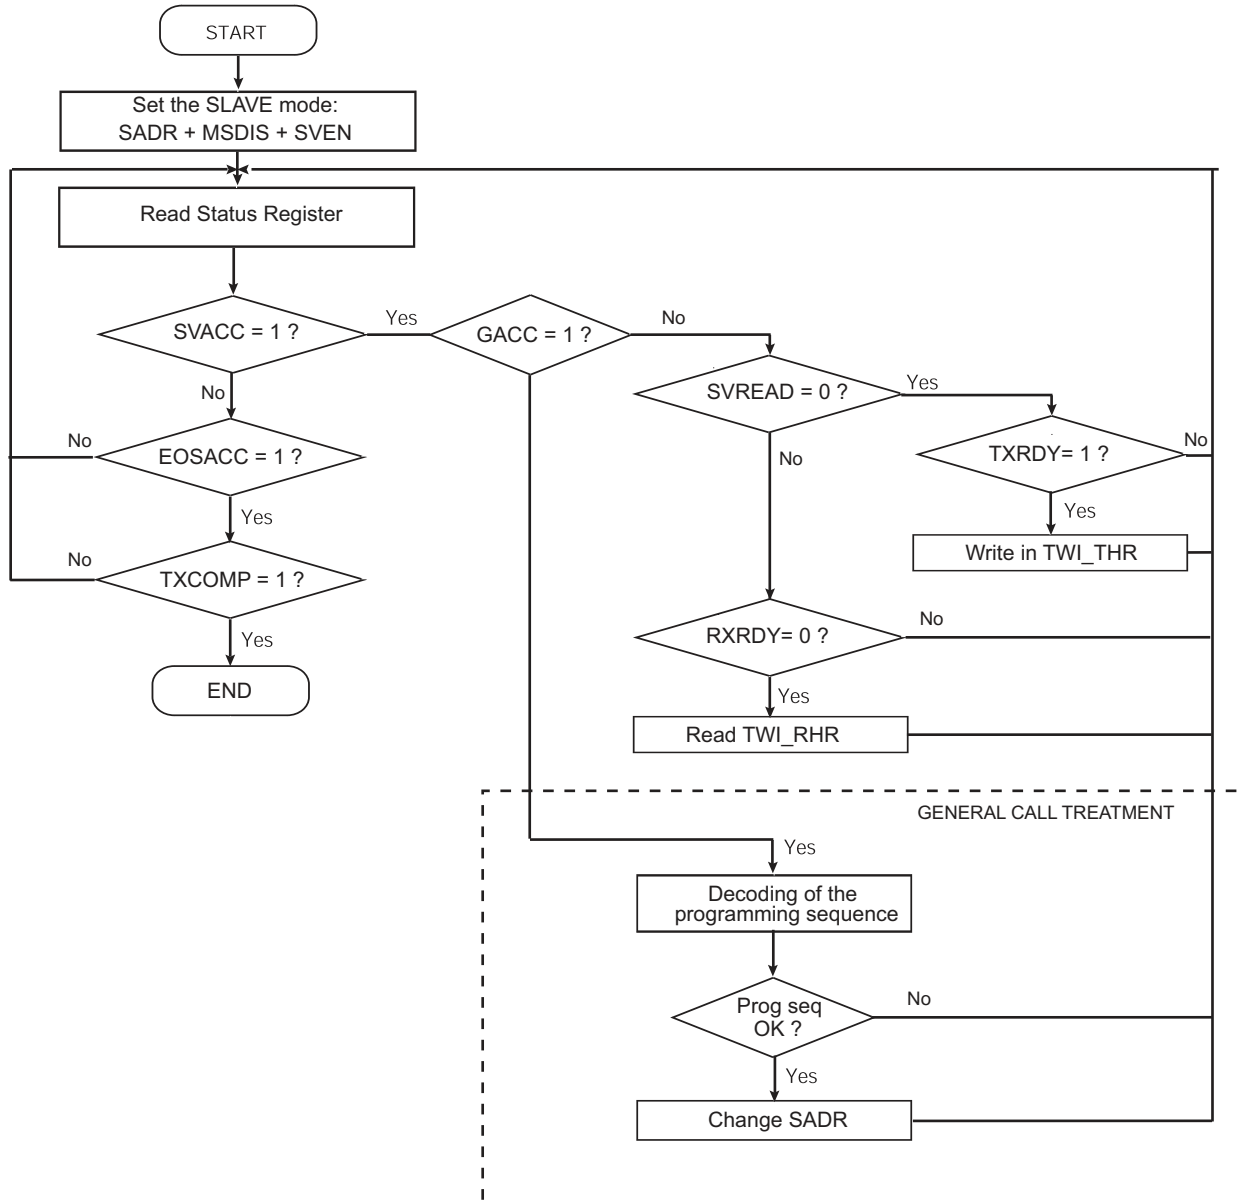 START
Set the SLAVE mode:
SADR + MSDIS + SVEN
Read Status Register
SVACC = 1 ?
Yes
GACC = 1 ?
No
SVREAD = 0 ?
Yes
No
EOSACC = 1 ?
No
No
TXRDY= 1 ?
No
Yes
Yes
Write in TWI_THR
TXCOMP = 1 ?
No
Yes
RXRDY= 0 ?
No
END
Yes
Read TWI_RHR
GENERAL CALL TREATMENT
Yes
Decoding of the
programming sequence
Prog seq
OK ?
No
Yes
Change SADR